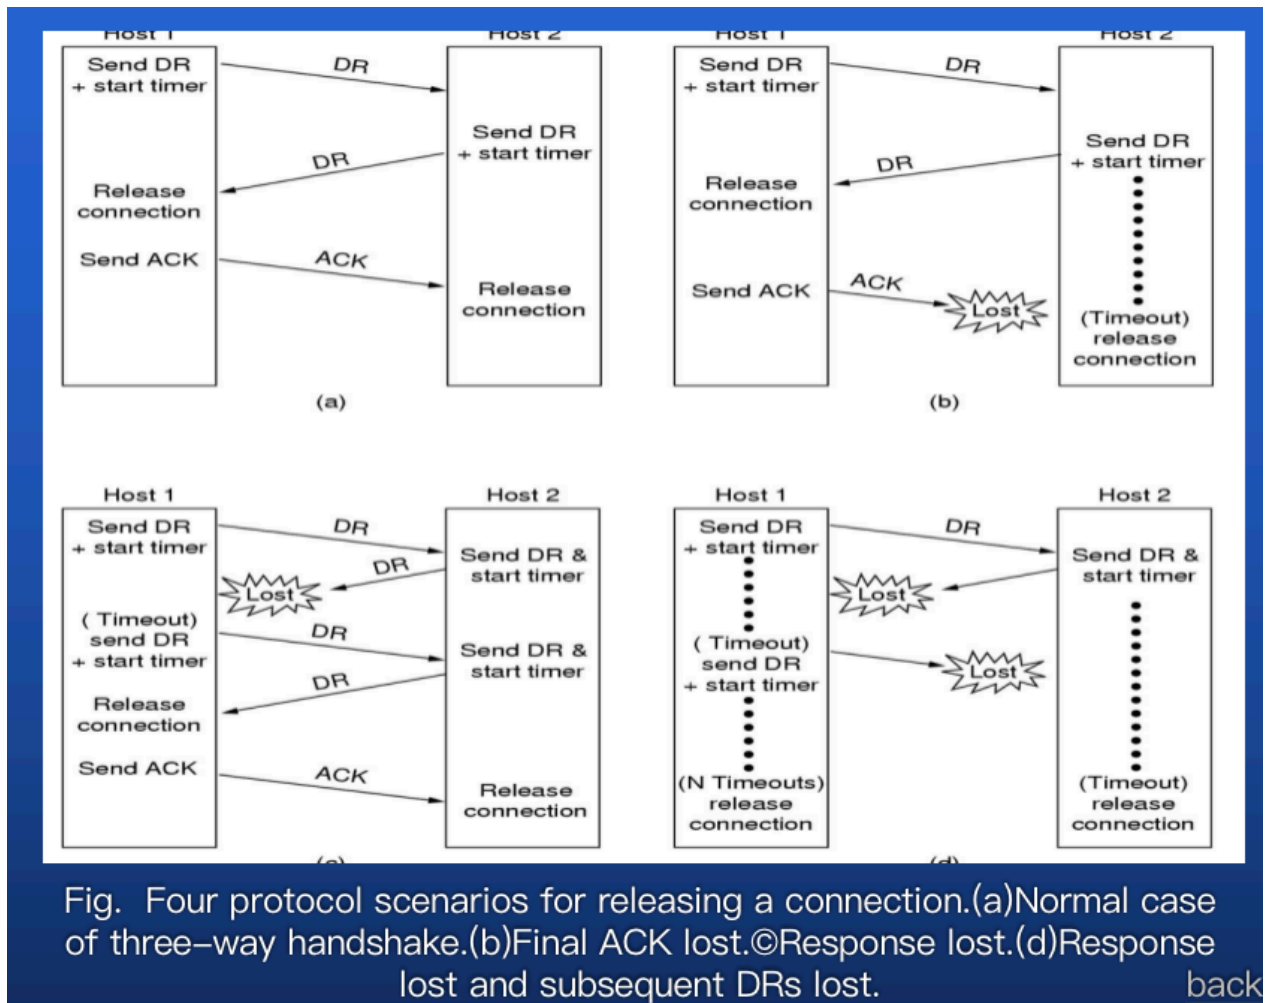 Host 1
Host 2
Send DR
+ start timer
DR
Send DR
+ start timer
DR
Release
connection
Send ACK
ACK
Release
connection
(a)
Host 1
Host 2
Send DR
+ start timer
DR
Send DR
+ start timer
DR
Release
connection
Send ACK
ACK
Lost
(Timeout)
release
connection
(b)
Host 1
Host 2
Send DR
+ start timer
DR
Send DR &
start timer
DR
Lost
( Timeout)
send DR
+ start timer
DR
Send DR &
start timer
DR
Release
connection
Send ACK
ACK
Release
connection
(c)
Host 1
Host 2
Send DR
+ start timer
DR
Send DR &
start timer
Lost
( Timeout)
send DR
+ start timer
Lost
(N Timeouts)
release
connection
(Timeout)
release
connection
(d)
Fig. Four protocol scenarios for releasing a connection.(a)Normal case
of three-way handshake.(b)Final ACK lost.©Response lost.(d)Response
lost and subsequent DRs lost.
back